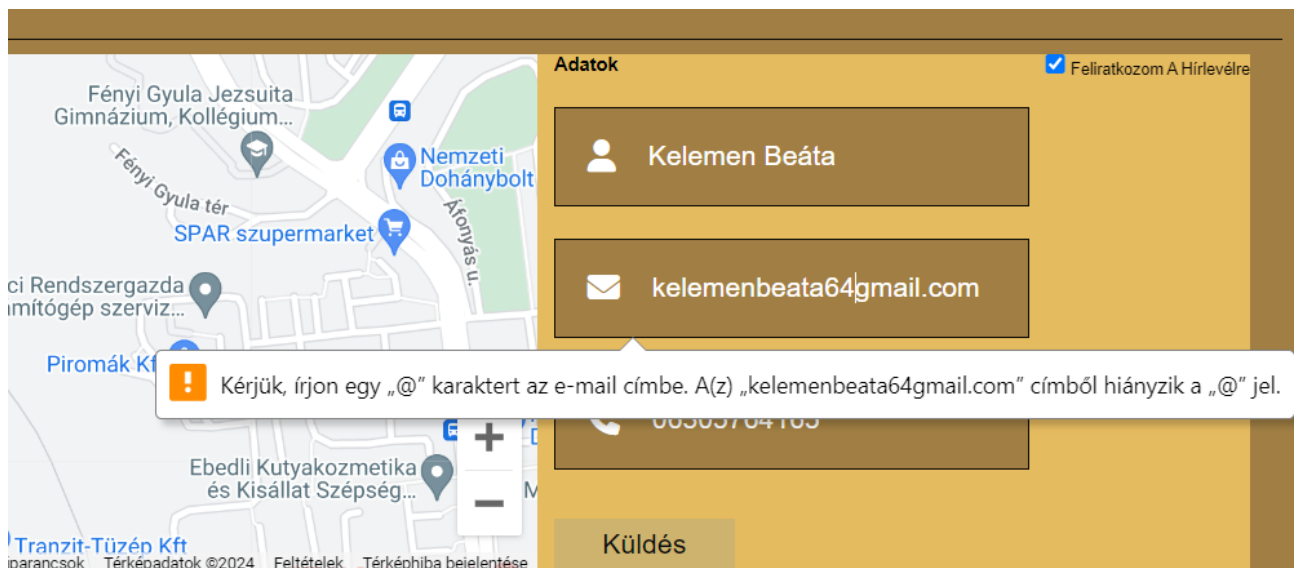 Fényi Gyula Jezsuita
Gimnázium, Kollégium...
Fényi Gyula tér
Nemzeti
Dohánybolt
Áfonyás u.
SPAR szupermarket
ci Rendszergazda
ámítógép szerviz...
Piromák Kf
Ebedli Kutyakozmetika
és Kisállat Szépség...
Tranzit-Tüzép Kft
parancsok Térképadatok ©2024 Feltételek Térképhiba bejelentése
Adatok
Feliratkozom A Hírlevélre
Kelemen Beáta
kelemenbeata64gmail.com
Kérjük, írjon egy „@” karaktert az e-mail címbe. A(z) „kelemenbeata64gmail.com” címből hiányzik a „@” jel.
Küldés